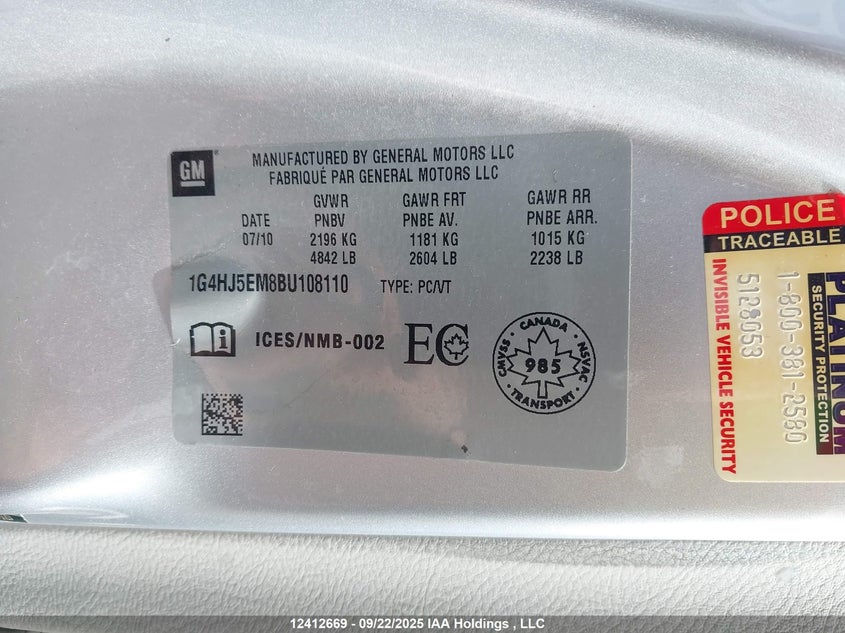 GM
MANUFACTURED BY GENERAL MOTORS LLC
FABRIQUÉ PAR GENERAL MOTORS LLC
GVWR GAWR FRT GAWR RR
DATE PNBV PNBE AV. PNBE ARR.
07/10 2196 KG 1181 KG 1015 KG
4842 LB 2604 LB 2238 LB
1G4HJ5EM8BU108110 TYPE: PC/VT
i ICES/NMB-002 EC
CANADA
CMVSS 985 NSVAC
TRANSPORT
POLICE
TRACEABLE
PLATINUM
SECURITY PROTECTION
1-800-381-2580
5128053
INVISIBLE VEHICLE SECURITY
12412669 - 09/22/2025 IAA Holdings , LLC